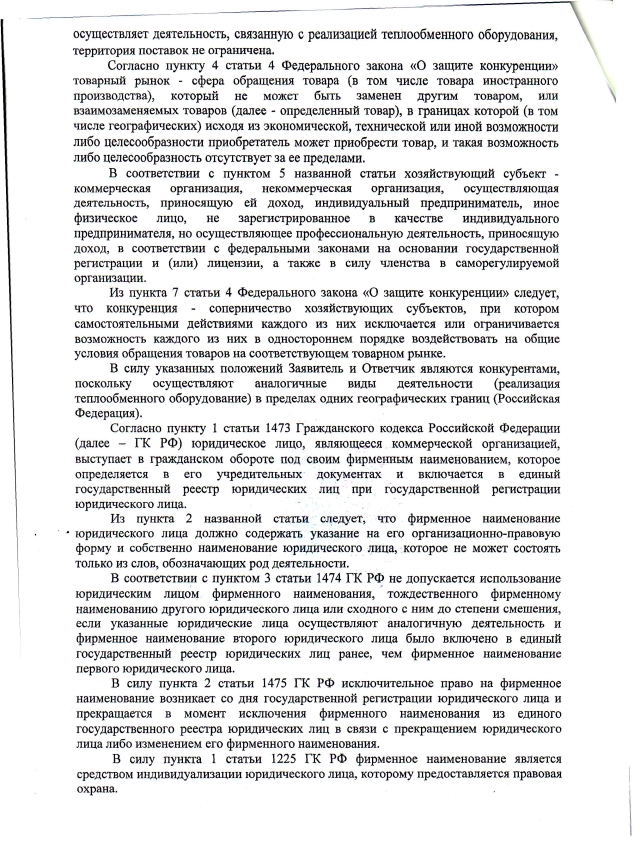 осуществляет деятельность, связанную с реализацией теплообменного оборудования,
территория поставок не ограничена.
Согласно пункту 4 статьи 4 Федерального закона «О защите конкуренции»
товарный рынок - сфера обращения товара (в том числе товара иностранного
производства), который не может быть заменен другим товаром, или
взаимозаменяемых товаров (далее - определенный товар), в границах которой (в том
числе географических) исходя из экономической, технической или иной возможности
либо целесообразности приобретатель может приобрести товар, и такая возможность
либо целесообразность отсутствует за ее пределами.
В соответствии с пунктом 5 названной статьи хозяйствующий субъект -
коммерческая организация, некоммерческая организация, осуществляющая
деятельность, приносящую ей доход, индивидуальный предприниматель, иное
физическое лицо, не зарегистрированное в качестве индивидуального
предпринимателя, но осуществляющее профессиональную деятельность, приносящую
доход, в соответствии с федеральными законами на основании государственной
регистрации и (или) лицензии, а также в силу членства в саморегулируемой
организации.
Из пункта 7 статьи 4 Федерального закона «О защите конкуренции» следует,
что конкуренция - соперничество хозяйствующих субъектов, при котором
самостоятельными действиями каждого из них исключается или ограничивается
возможность каждого из них в одностороннем порядке воздействовать на общие
условия обращения товаров на соответствующем товарном рынке.
В силу указанных положений Заявитель и Ответчик являются конкурентами,
поскольку осуществляют аналогичные виды деятельности (реализация
теплообменного оборудование) в пределах одних географических границ (Российская
Федерация).
Согласно пункту 1 статьи 1473 Гражданского кодекса Российской Федерации
(далее – ГК РФ) юридическое лицо, являющееся коммерческой организацией,
выступает в гражданском обороте под своим фирменным наименованием, которое
определяется в его учредительных документах и включается в единый
государственный реестр юридических лиц при государственной регистрации
юридического лица.
Из пункта 2 названной статьи следует, что фирменное наименование
юридического лица должно содержать указание на его организационно-правовую
форму и собственно наименование юридического лица, которое не может состоять
только из слов, обозначающих род деятельности.
В соответствии с пунктом 3 статьи 1474 ГК РФ не допускается использование
юридическим лицом фирменного наименования, тождественного фирменному
наименованию другого юридического лица или сходного с ним до степени смешения,
если указанные юридические лица осуществляют аналогичную деятельность и
фирменное наименование второго юридического лица было включено в единый
государственный реестр юридических лиц ранее, чем фирменное наименование
первого юридического лица.
В силу пункта 2 статьи 1475 ГК РФ исключительное право на фирменное
наименование возникает со дня государственной регистрации юридического лица и
прекращается в момент исключения фирменного наименования из единого
государственного реестра юридических лиц в связи с прекращением юридического
лица либо изменением его фирменного наименования.
В силу пункта 1 статьи 1225 ГК РФ фирменное наименование является
средством индивидуализации юридического лица, которому предоставляется правовая
охрана.